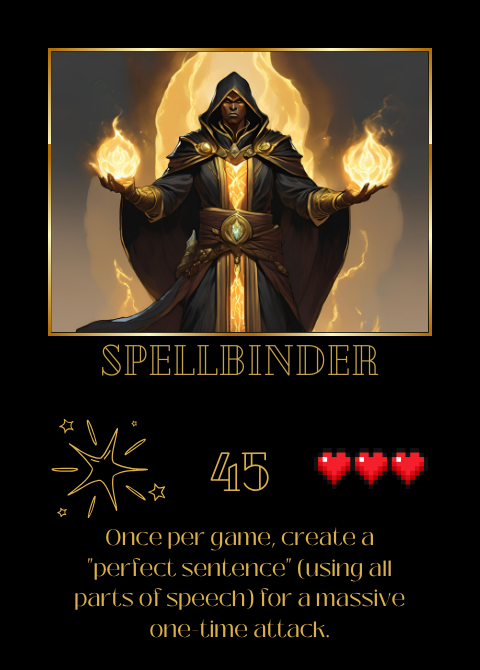 SPELLBINDER
45
Once per game, create a
"perfect sentence" (using all
parts of speech) for a massive
one-time attack.